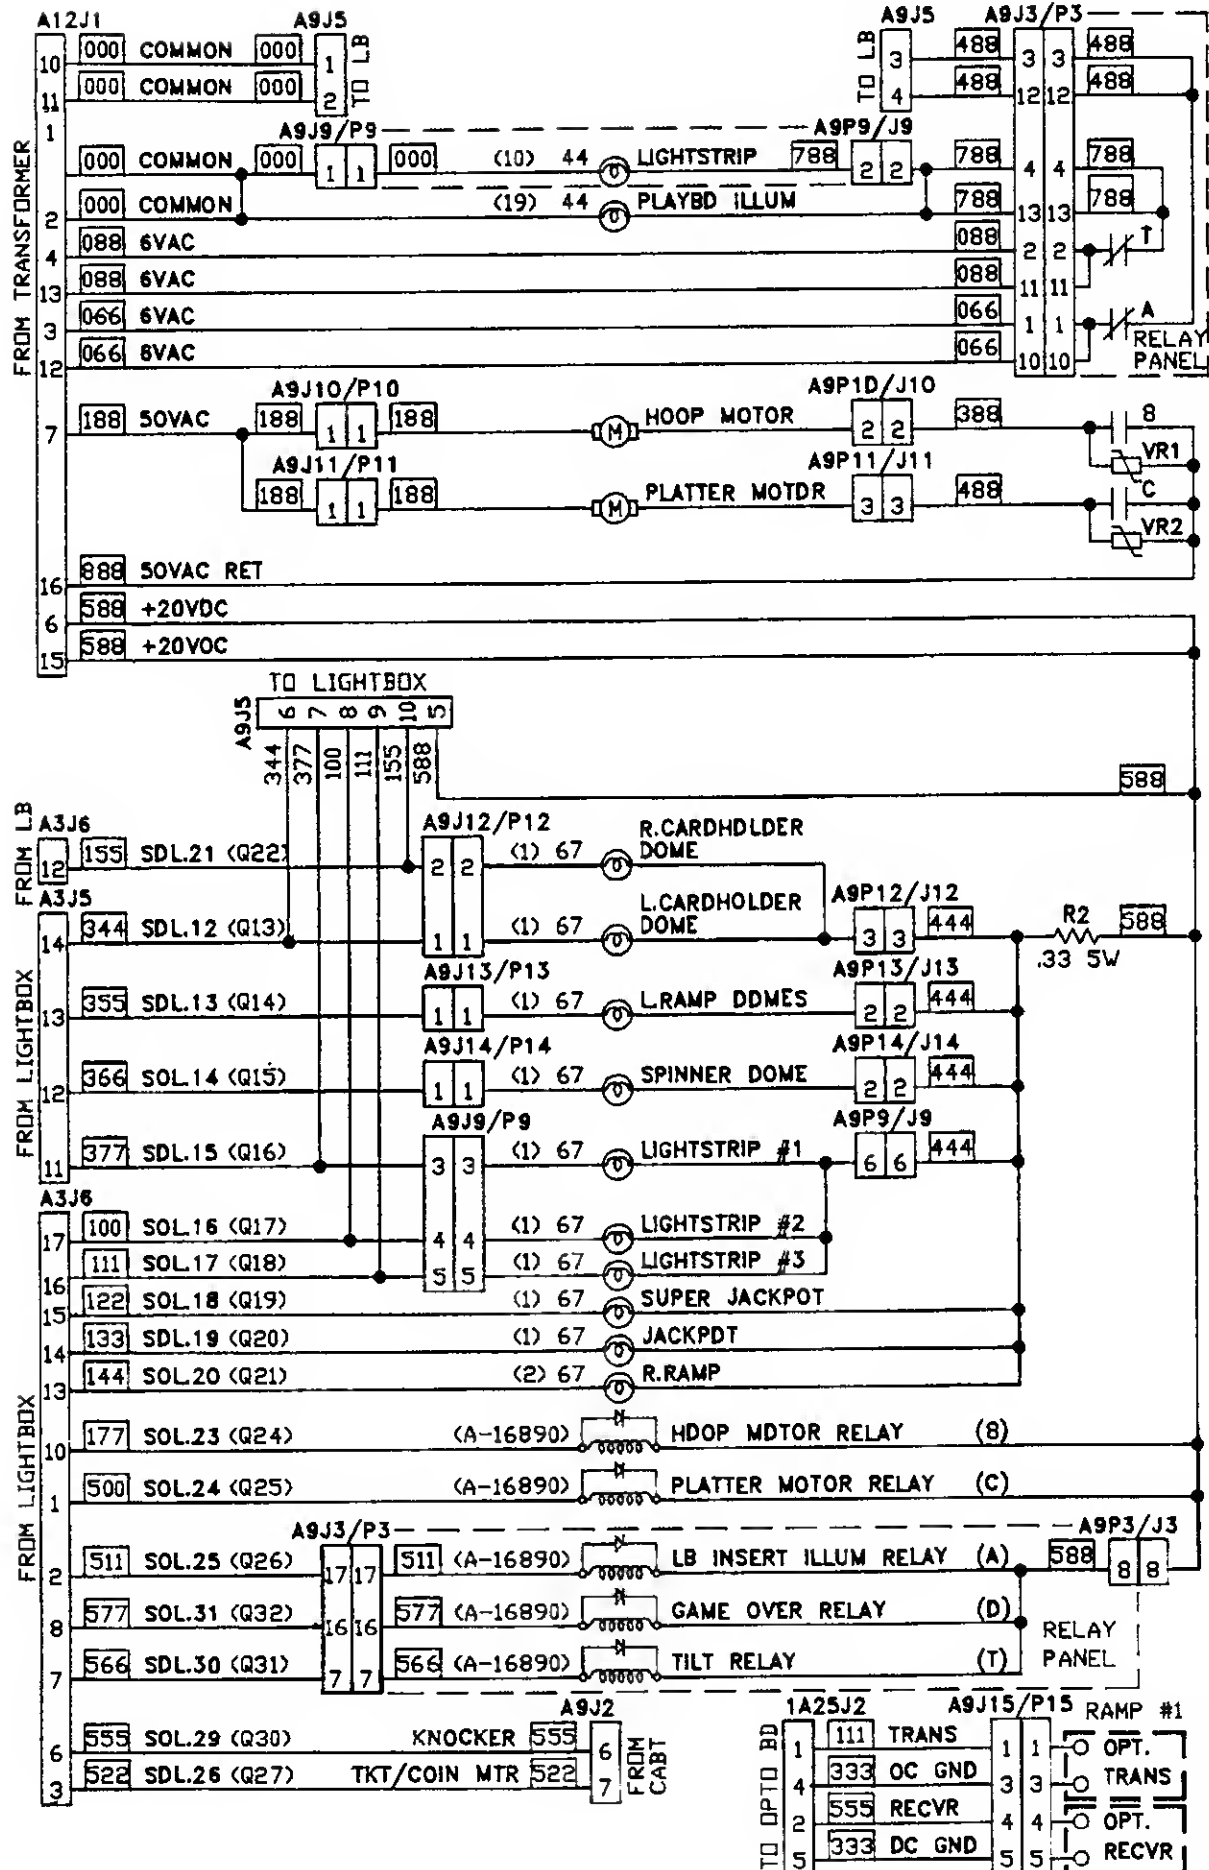 A12J1 A9J5 A9J5 A9J3/P3
10 000 COMMON 000 1 TO LB
11 000 COMMON 000 2
TO LB 3 488 3 3 488
4 488 12 12 488
FROM TRANSFORMER
1 A9J9/P9 A9P9/J9
000 COMMON 000 1 1 000 (10) 44 LIGHTSTRIP 788 2 2 788 4 4 788
2 000 COMMON (19) 44 PLAYBD ILLUM 788 13 13 788
4 088 6VAC 088 2 2 T
13 088 6VAC 088 11 11
3 066 6VAC 066 1 1 A
12 066 6VAC 066 10 10
RELAY
PANEL
A9J10/P10 A9P1D/J10
7 188 50VAC 188 1 1 188 M HOOP MOTOR 2 2 388 8
VR1
A9J11/P11 A9P11/J11
188 1 1 188 M PLATTER MOTDR 3 3 488 C
VR2
16 888 50VAC RET
6 588 +20VDC
15 588 +20VOC
TO LIGHTBOX
A9J5 6 7 8 9 10 5
344 377 100 111 155 588
588
FROM LB
A3J6 A9J12/P12
12 155 SDL.21 (Q22) 2 2 (1) 67 R.CARDHDLDER
DOME
A3J5 A9P12/J12
14 344 SDL.12 (Q13) 1 1 (1) 67 L.CARDHOLDER
DOME 3 3 444 R2 588
.33 5W
FROM LIGHTBOX
A9J13/P13 A9P13/J13
13 355 SDL.13 (Q14) 1 1 (1) 67 L.RAMP DDMES 2 2 444
A9J14/P14 A9P14/J14
12 366 SOL.14 (Q15) 1 1 (1) 67 SPINNER DOME 2 2 444
A9J9/P9 A9P9/J9
11 377 SDL.15 (Q16) 3 3 (1) 67 LIGHTSTRIP #1 6 6 444
A3J6
17 100 SOL.16 (Q17) 4 4 (1) 67 LIGHTSTRIP #2
16 111 SOL.17 (Q18) 5 5 (1) 67 LIGHTSTRIP #3
15 122 SOL.18 (Q19) (1) 67 SUPER JACKPOT
14 133 SDL.19 (Q20) (1) 67 JACKPDT
13 144 SOL.20 (Q21) (2) 67 R.RAMP
FROM LIGHTBOX
10 177 SOL.23 (Q24) (A-16890) HDOP MDTOR RELAY (8)
1 500 SOL.24 (Q25) (A-16890) PLATTER MOTOR RELAY (C)
A9J3/P3 A9P3/J3
2 511 SOL.25 (Q26) 17 17 511 (A-16890) LB INSERT ILLUM RELAY (A) 588 8 8
8 577 SOL.31 (Q32) 16 16 577 (A-16890) GAME OVER RELAY (D)
7 566 SDL.30 (Q31) 7 7 566 (A-16890) TILT RELAY (T)
RELAY
PANEL
A9J2
6 555 SOL.29 (Q30) KNOCKER 555 6
3 522 SDL.26 (Q27) TKT/COIN MTR 522 7
FROM
CABT
1A25J2 A9J15/P15 RAMP #1
TO OPTO BD
1 111 TRANS 1 1 OPT.
4 333 OC GND 3 3 TRANS
2 555 RECVR 4 4 OPT.
5 333 DC GND 5 5 RECVR